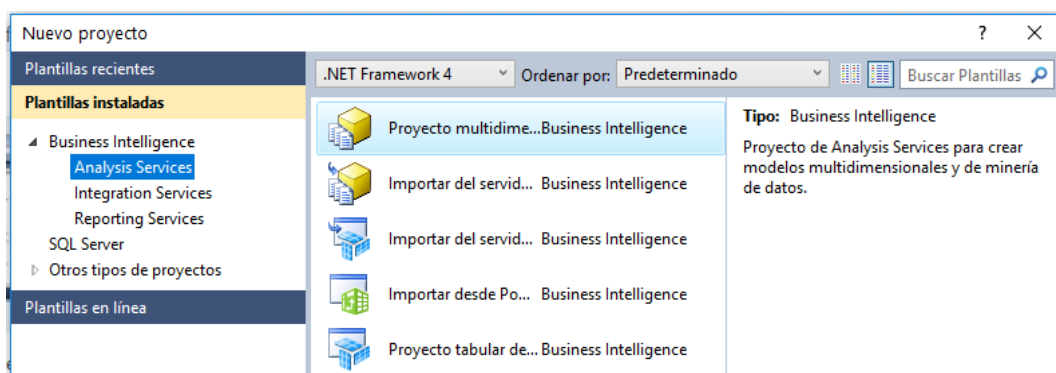 Nuevo proyecto
?
Plantillas recientes
.NET Framework 4
Ordenar por:
Predeterminado
Buscar Plantillas
Plantillas instaladas
Business Intelligence
Analysis Services
Integration Services
Reporting Services
SQL Server
Otros tipos de proyectos
Plantillas en línea
Proyecto multidime...Business Intelligence
Importar del servid... Business Intelligence
Importar del servid... Business Intelligence
Importar desde Po... Business Intelligence
Proyecto tabular de... Business Intelligence
Tipo: Business Intelligence
Proyecto de Analysis Services para crear
modelos multidimensionales y de minería
de datos.